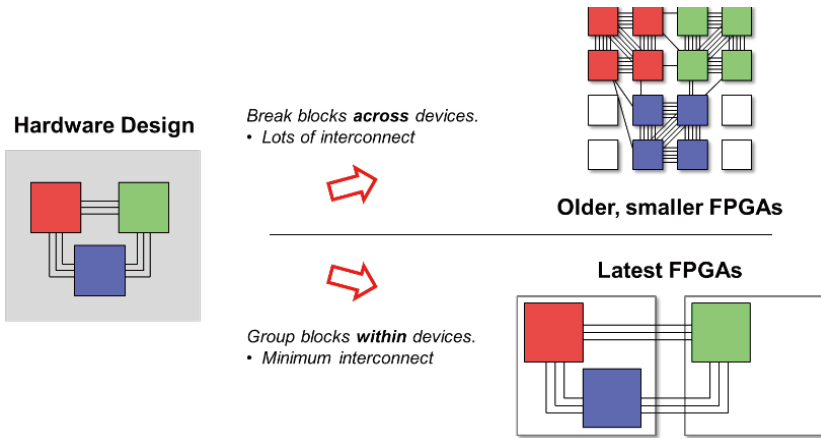 Hardware Design
Break blocks across devices.
• Lots of interconnect
Older, smaller FPGAs
Latest FPGAs
Group blocks within devices.
• Minimum interconnect